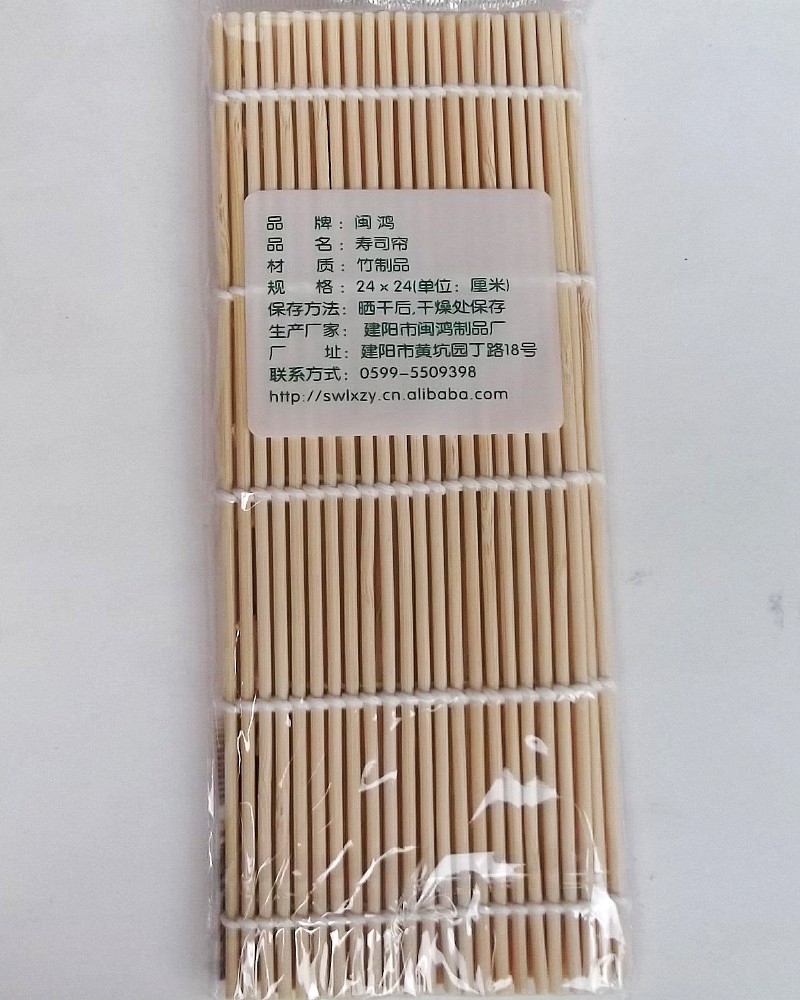 品 牌：闽鸿
品 名：寿司帘
材 质：竹制品
规 格：24×24(单位：厘米)
保存方法：晒干后,干燥处保存
生产厂家：建阳市闽鸿制品厂
厂 址：建阳市黄坑园丁路18号
联系方式：0599-5509398
http://swlxzy.cn.alibaba.com